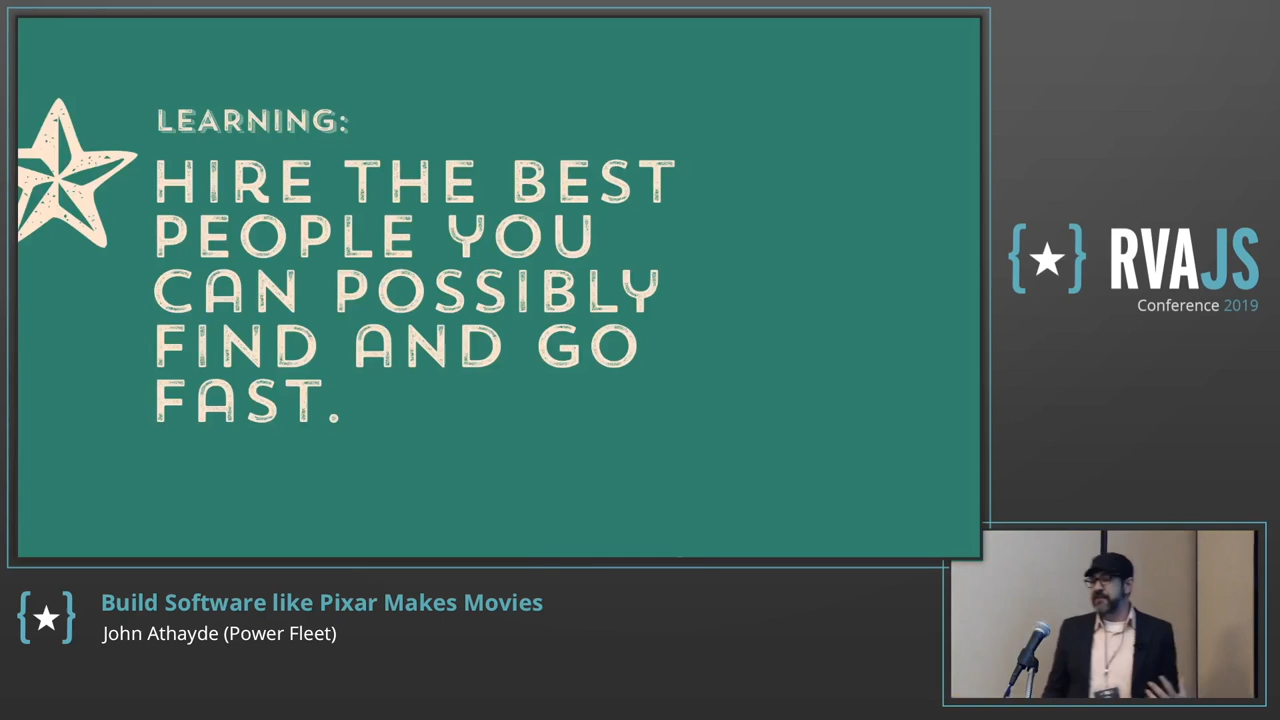 LEARNING:
HIRE THE BEST
PEOPLE YOU
CAN POSSIBLY
FIND AND GO
FAST.
{★} RVAJS
Conference 2019
{★} Build Software like Pixar Makes Movies
John Athayde (Power Fleet)